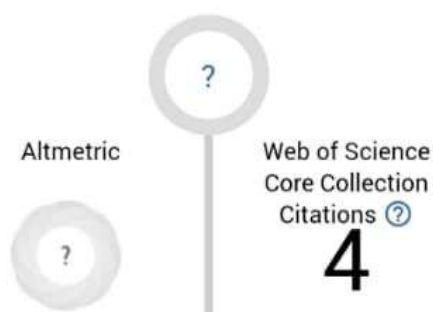 ?
Altmetric
?
Web of Science
Core Collection
Citations ?
4